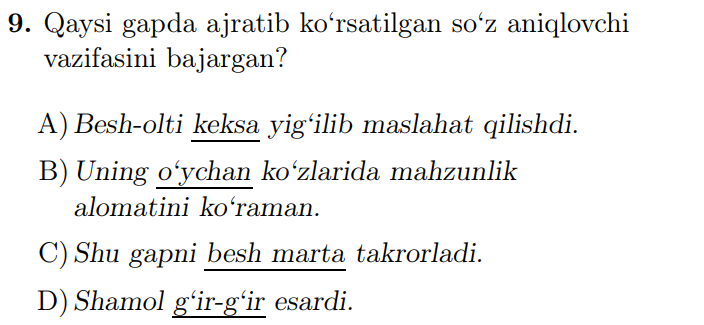 9. Qaysi gapda ajratib ko‘rsatilgan so‘z aniqlovchi
vazifasini bajargan?
A) Besh-olti keksa yig‘ilib maslahat qilishdi.
B) Uning o‘ychan ko‘zlarida mahzunlik
alomatini ko‘raman.
C) Shu gapni besh marta takrorladi.
D) Shamol g‘ir-g‘ir esardi.